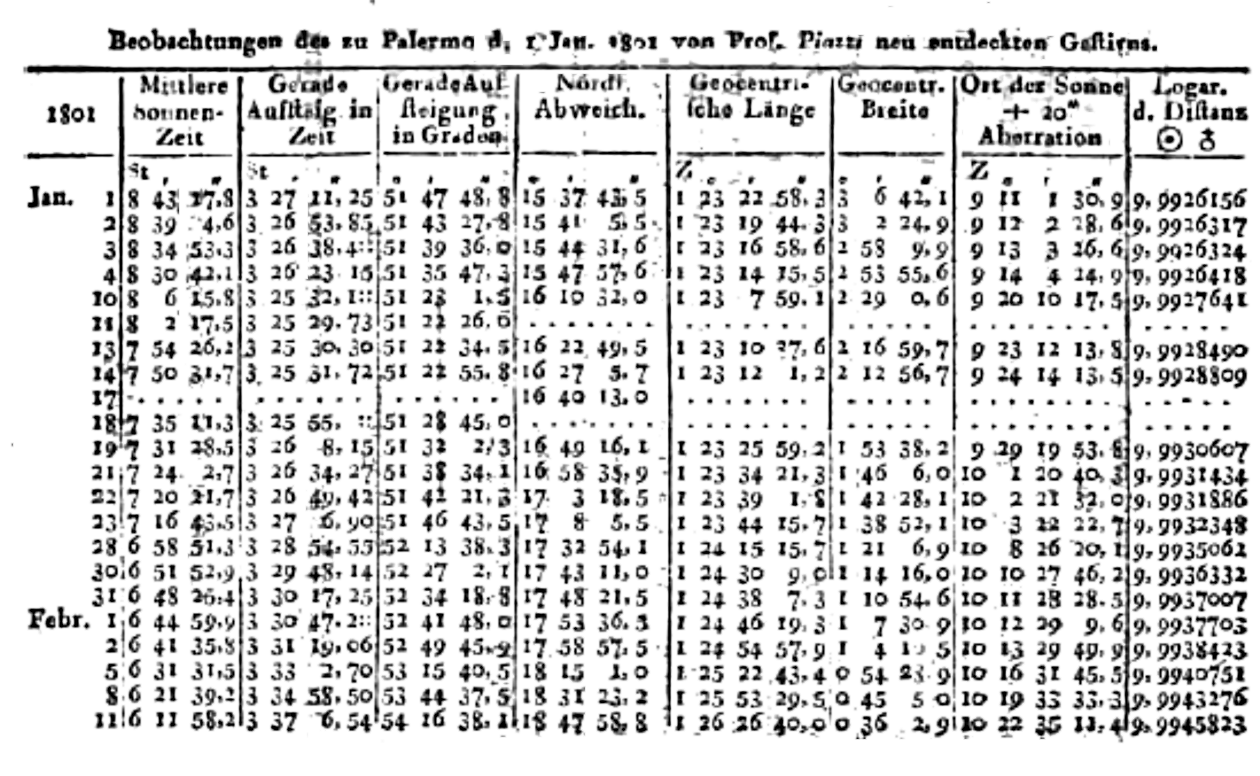 Beobachtungen des zu Palermo d. 1 Jan. 1801 von Prof. Piazzi neu entdeckten Gestirns.
1801 | Mittlere Sonnen-Zeit | Gerade Aufsteig in Zeit | Gerade Auf steigung in Graden | Nördl. Abweich. | Geocentri-sche Länge | Geocentr. Breite | Ort der Sonne + 20" Aberration | Logar. d. Distanz ☉ ♁
St ' " | St ' " | ° ' " | ° ' " | Z ° ' " | ° ' " | Z ° ' "
Jan. 1 | 8 43 17,8 | 3 27 11,25 | 51 47 48,8 | 15 37 43,5 | 1 23 22 58,3 | 3 6 42,1 | 9 11 1 30,9 | 9,9926156
2 | 8 39 4,6 | 3 26 53,85 | 51 43 27,8 | 15 41 5,5 | 1 23 19 44,3 | 3 2 24,9 | 9 12 2 28,6 | 9,9926317
3 | 8 34 53,3 | 3 26 38,4:: | 51 39 36,0 | 15 44 31,6 | 1 23 16 58,6 | 2 58 9,9 | 9 13 3 26,6 | 9,9926324
4 | 8 30 42,1 | 3 26 23,15 | 51 35 47,3 | 15 47 57,6 | 1 23 14 15,5 | 2 53 55,6 | 9 14 4 24,9 | 9,9926418
10 | 8 6 15,8 | 3 25 32,1:: | 51 23 1,5 | 16 10 32,0 | 1 23 7 59,1 | 2 29 0,6 | 9 20 10 17,5 | 9,9927641
11 | 8 2 17,5 | 3 25 29,73 | 51 22 26,0 | . . . . . . | . . . . . . | . . . . . . | . . . . . . | . . . . . .
13 | 7 54 26,2 | 3 25 30,30 | 51 22 34,5 | 16 22 49,5 | 1 23 10 27,6 | 2 16 59,7 | 9 23 12 13,8 | 9,9928490
14 | 7 50 31,7 | 3 25 31,72 | 51 22 55,8 | 16 27 5,7 | 1 23 12 1,2 | 2 12 56,7 | 9 24 14 13,5 | 9,9928809
17 | . . . . . . | . . . . . . | . . . . . . | 16 40 13,0 | . . . . . . | . . . . . . | . . . . . . | . . . . . .
18 | 7 35 11,3 | 3 25 55, :: | 51 28 45,0 | . . . . . . | . . . . . . | . . . . . . | . . . . . . | . . . . . .
19 | 7 31 28,5 | 3 26 8,15 | 51 32 2,3 | 16 49 16,1 | 1 23 25 59,2 | 1 53 38,2 | 9 29 19 53,8 | 9,9930607
21 | 7 24 2,7 | 3 26 34,27 | 51 38 34,1 | 16 58 35,9 | 1 23 34 21,3 | 1 46 6,0 | 10 1 20 40,3 | 9,9931434
22 | 7 20 21,7 | 3 26 49,42 | 51 42 21,3 | 17 3 18,5 | 1 23 39 1,8 | 1 42 28,1 | 10 2 21 32,0 | 9,9931886
23 | 7 16 43,5 | 3 27 6,90 | 51 46 43,5 | 17 8 5,5 | 1 23 44 15,7 | 1 38 52,1 | 10 3 22 22,7 | 9,9932348
28 | 6 58 51,3 | 3 28 54,55 | 52 13 38,3 | 17 32 54,1 | 1 24 15 15,7 | 1 21 6,9 | 10 8 26 20,1 | 9,9935062
30 | 6 51 52,9 | 3 29 48,14 | 52 27 2,1 | 17 43 11,0 | 1 24 30 9,0 | 1 14 16,0 | 10 10 27 46,2 | 9,9936332
31 | 6 48 26,4 | 3 30 17,25 | 52 34 18,8 | 17 48 21,5 | 1 24 38 7,3 | 1 10 54,6 | 10 11 28 28,5 | 9,9937007
Febr. 1 | 6 44 59,9 | 3 30 47,2:: | 52 41 48,0 | 17 53 36,3 | 1 24 46 19,3 | 1 7 30,9 | 10 12 29 9,6 | 9,9937703
2 | 6 41 35,8 | 3 31 19,06 | 52 49 45,9 | 17 58 57,5 | 1 24 54 57,9 | 1 4 ,5 | 10 13 29 49,9 | 9,9938423
5 | 6 31 31,5 | 3 33 2,70 | 53 15 40,5 | 18 15 1,0 | 1 25 22 43,4 | 0 54 28,9 | 10 16 31 45,5 | 9,9940751
8 | 6 21 39,2 | 3 34 58,50 | 53 44 37,5 | 18 31 23,2 | 1 25 53 29,5 | 0 45 5,0 | 10 19 33 33,3 | 9,9943276
11 | 6 11 58,2 | 3 37 6,54 | 54 16 38,1 | 18 47 58,8 | 1 26 26 40,0 | 0 36 2,9 | 10 22 35 11,4 | 9,9945823